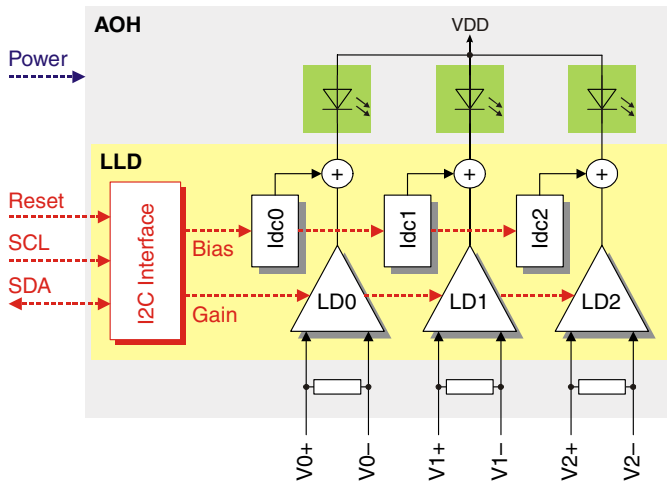 AOH
VDD
Power
LLD
+
+
+
Reset
SCL
SDA
I2C Interface
Bias
Gain
Idc0
Idc1
Idc2
LD0
LD1
LD2
V0+
V0−
V1+
V1−
V2+
V2−